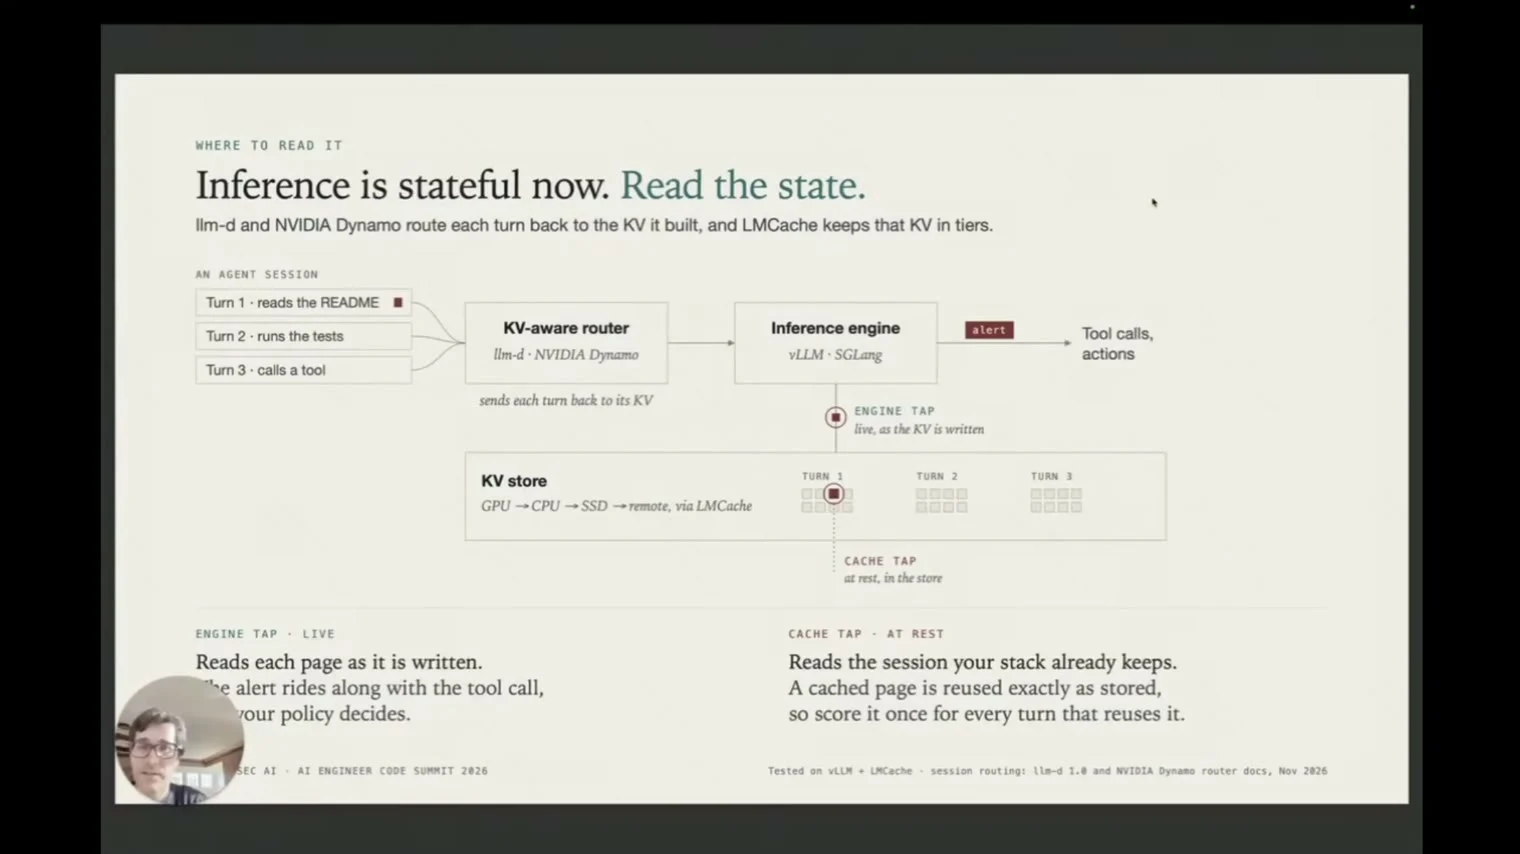 WHERE TO READ IT
Inference is stateful now. Read the state.
llm-d and NVIDIA Dynamo route each turn back to the KV it built, and LMCache keeps that KV in tiers.
AN AGENT SESSION
Turn 1 · reads the README
Turn 2 · runs the tests
Turn 3 · calls a tool
KV-aware router
llm-d · NVIDIA Dynamo
sends each turn back to its KV
Inference engine
vLLM · SGLang
alert
Tool calls,
actions
ENGINE TAP
live, as the KV is written
KV store
GPU → CPU → SSD → remote, via LMCache
TURN 1
TURN 2
TURN 3
CACHE TAP
at rest, in the store
ENGINE TAP · LIVE
Reads each page as it is written.
alert rides along with the tool call,
your policy decides.
CACHE TAP · AT REST
Reads the session your stack already keeps.
A cached page is reused exactly as stored,
so score it once for every turn that reuses it.
SEC AI · AI ENGINEER CODE SUMMIT 2026
Tested on vLLM + LMCache · session routing: llm-d 1.0 and NVIDIA Dynamo router docs, Nov 2026